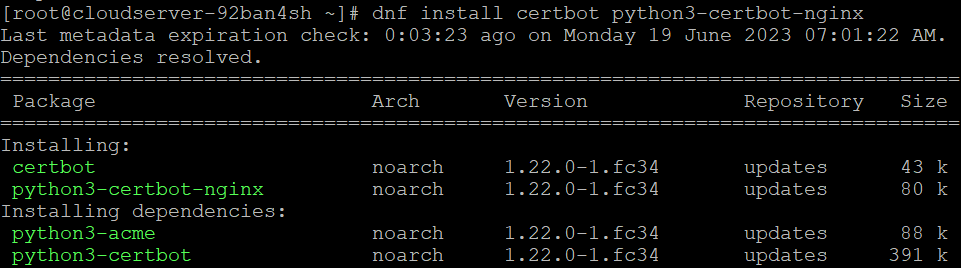 [root@cloudserver-92ban4sh ~]# dnf install certbot python3-certbot-nginx
Last metadata expiration check: 0:03:23 ago on Monday 19 June 2023 07:01:22 AM.
Dependencies resolved.
================================================================================
Package Arch Version Repository Size
================================================================================
Installing:
certbot noarch 1.22.0-1.fc34 updates 43 k
python3-certbot-nginx noarch 1.22.0-1.fc34 updates 80 k
Installing dependencies:
python3-acme noarch 1.22.0-1.fc34 updates 88 k
python3-certbot noarch 1.22.0-1.fc34 updates 391 k